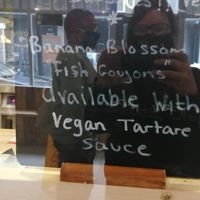 Banana Blossom
"Fish Goujons"
available with
Vegan Tartare
Sauce